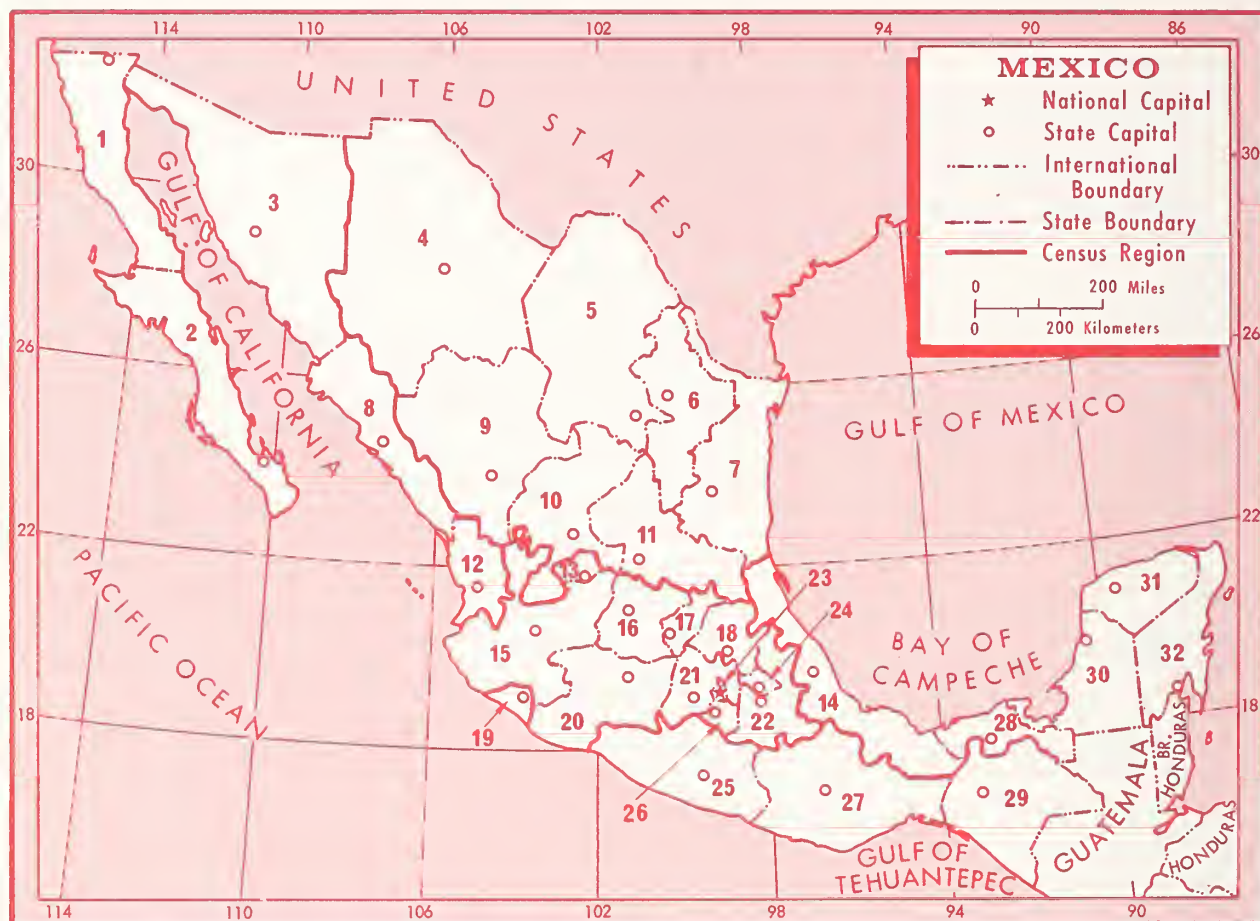 114 110 106 102 98 94 90 86
MEXICO
National Capital
State Capital
International
Boundary
State Boundary
Census Region
0 200 Miles
0 200 Kilometers
UNITED STATES
GULF OF CALIFORNIA
GULF OF MEXICO
PACIFIC OCEAN
BAY OF
CAMPECHE
GULF OF
TEHUANTEPEC
GUATEMALA
BR.
HONDURAS
HONDURAS
1
2
3
4
5
6
7
8
9
10
11
12
13
14
15
16
17
18
19
20
21
22
23
24
25
26
27
28
29
30
31
32
30
26
22
18
30
26
22
18
114 110 106 102 98 94 90